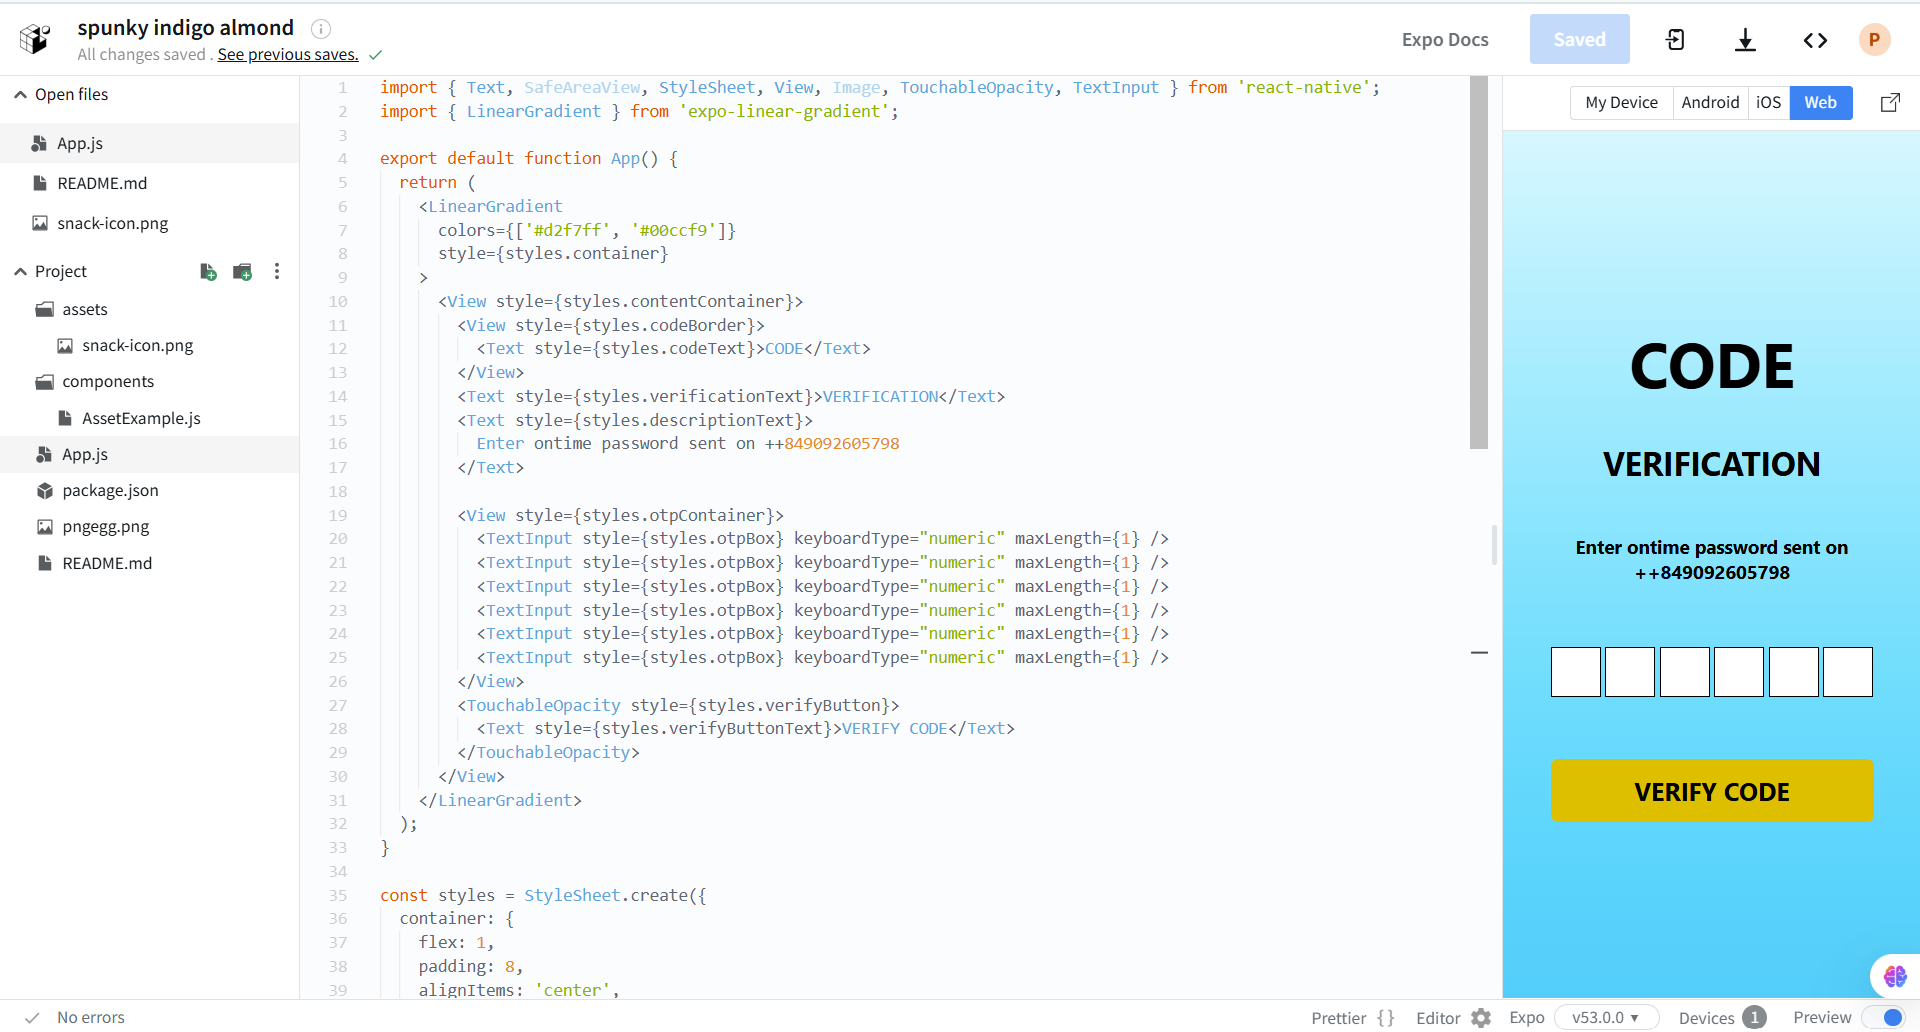 spunky indigo almond
All changes saved . See previous saves.
Expo Docs
Saved
P
Open files
App.js
README.md
snack-icon.png
Project
assets
snack-icon.png
components
AssetExample.js
App.js
package.json
pngegg.png
README.md
1 import { Text, SafeAreaView, StyleSheet, View, Image, TouchableOpacity, TextInput } from 'react-native';
2 import { LinearGradient } from 'expo-linear-gradient';
3
4 export default function App() {
5 return (
6 <LinearGradient
7 colors={['#d2f7ff', '#00ccf9']}
8 style={styles.container}
9 >
10 <View style={styles.contentContainer}>
11 <View style={styles.codeBorder}>
12 <Text style={styles.codeText}>CODE</Text>
13 </View>
14 <Text style={styles.verificationText}>VERIFICATION</Text>
15 <Text style={styles.descriptionText}>
16 Enter ontime password sent on ++849092605798
17 </Text>
18
19 <View style={styles.otpContainer}>
20 <TextInput style={styles.otpBox} keyboardType="numeric" maxLength={1} />
21 <TextInput style={styles.otpBox} keyboardType="numeric" maxLength={1} />
22 <TextInput style={styles.otpBox} keyboardType="numeric" maxLength={1} />
23 <TextInput style={styles.otpBox} keyboardType="numeric" maxLength={1} />
24 <TextInput style={styles.otpBox} keyboardType="numeric" maxLength={1} />
25 <TextInput style={styles.otpBox} keyboardType="numeric" maxLength={1} />
26 </View>
27 <TouchableOpacity style={styles.verifyButton}>
28 <Text style={styles.verifyButtonText}>VERIFY CODE</Text>
29 </TouchableOpacity>
30 </View>
31 </LinearGradient>
32 );
33 }
34
35 const styles = StyleSheet.create({
36 container: {
37 flex: 1,
38 padding: 8,
39 alignItems: 'center',
My Device Android iOS Web
CODE
VERIFICATION
Enter ontime password sent on
++849092605798
VERIFY CODE
No errors
Prettier {} Editor Expo v53.0.0 Devices 1 Preview